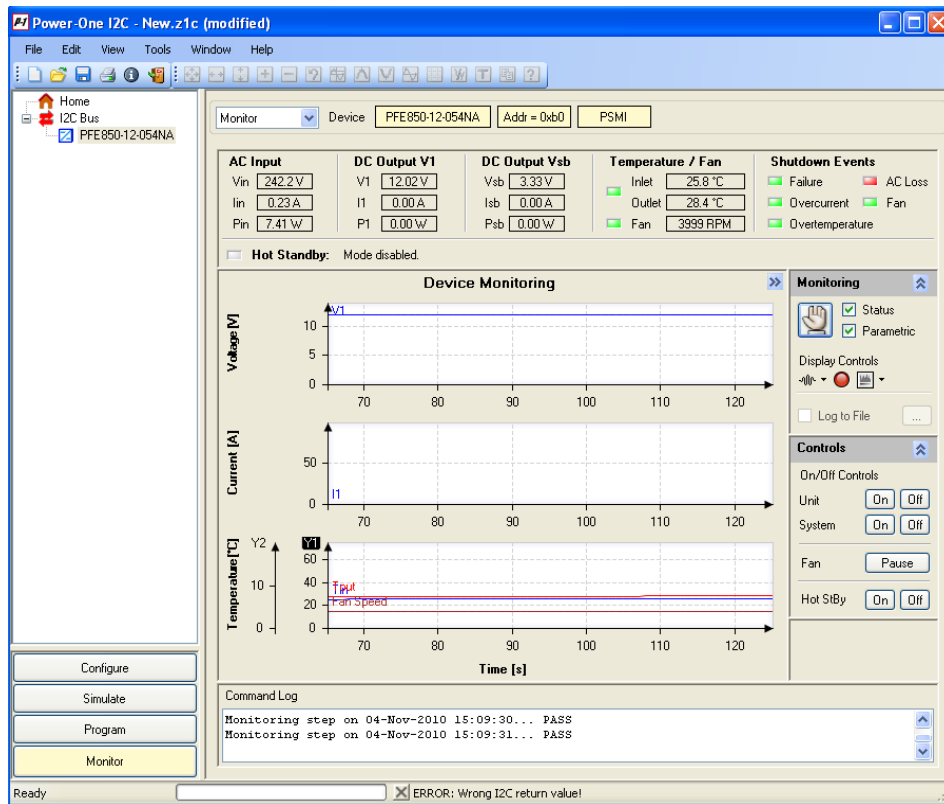 Power-One I2C - New.z1c (modified)
File Edit View Tools Window Help
Home
I2C Bus
PFE850-12-054NA
Monitor Device PFE850-12-054NA Addr = 0xb0 PSMI
AC Input DC Output V1 DC Output Vsb Temperature / Fan Shutdown Events
Vin 242.2 V V1 12.02 V Vsb 3.33 V Inlet 25.8 °C Failure AC Loss
Iin 0.23 A I1 0.00 A Isb 0.00 A Outlet 28.4 °C Overcurrent Fan
Pin 7.41 W P1 0.00 W Psb 0.00 W Fan 3999 RPM Overtemperature
Hot Standby: Mode disabled.
Device Monitoring
Voltage [V]
V1
10
5
0
70 80 90 100 110 120
Current [A]
50
I1
0
70 80 90 100 110 120
Temperature [°C]
Y2 Y1
60
10 40
20
0 0
Fan Speed
70 80 90 100 110 120
Time [s]
Monitoring
Status
Parametric
Display Controls
Log to File ...
Controls
On/Off Controls
Unit On Off
System On Off
Fan Pause
Hot StBy On Off
Configure
Simulate
Program
Monitor
Command Log
Monitoring step on 04-Nov-2010 15:09:30... PASS
Monitoring step on 04-Nov-2010 15:09:31... PASS
Ready ERROR: Wrong I2C return value!